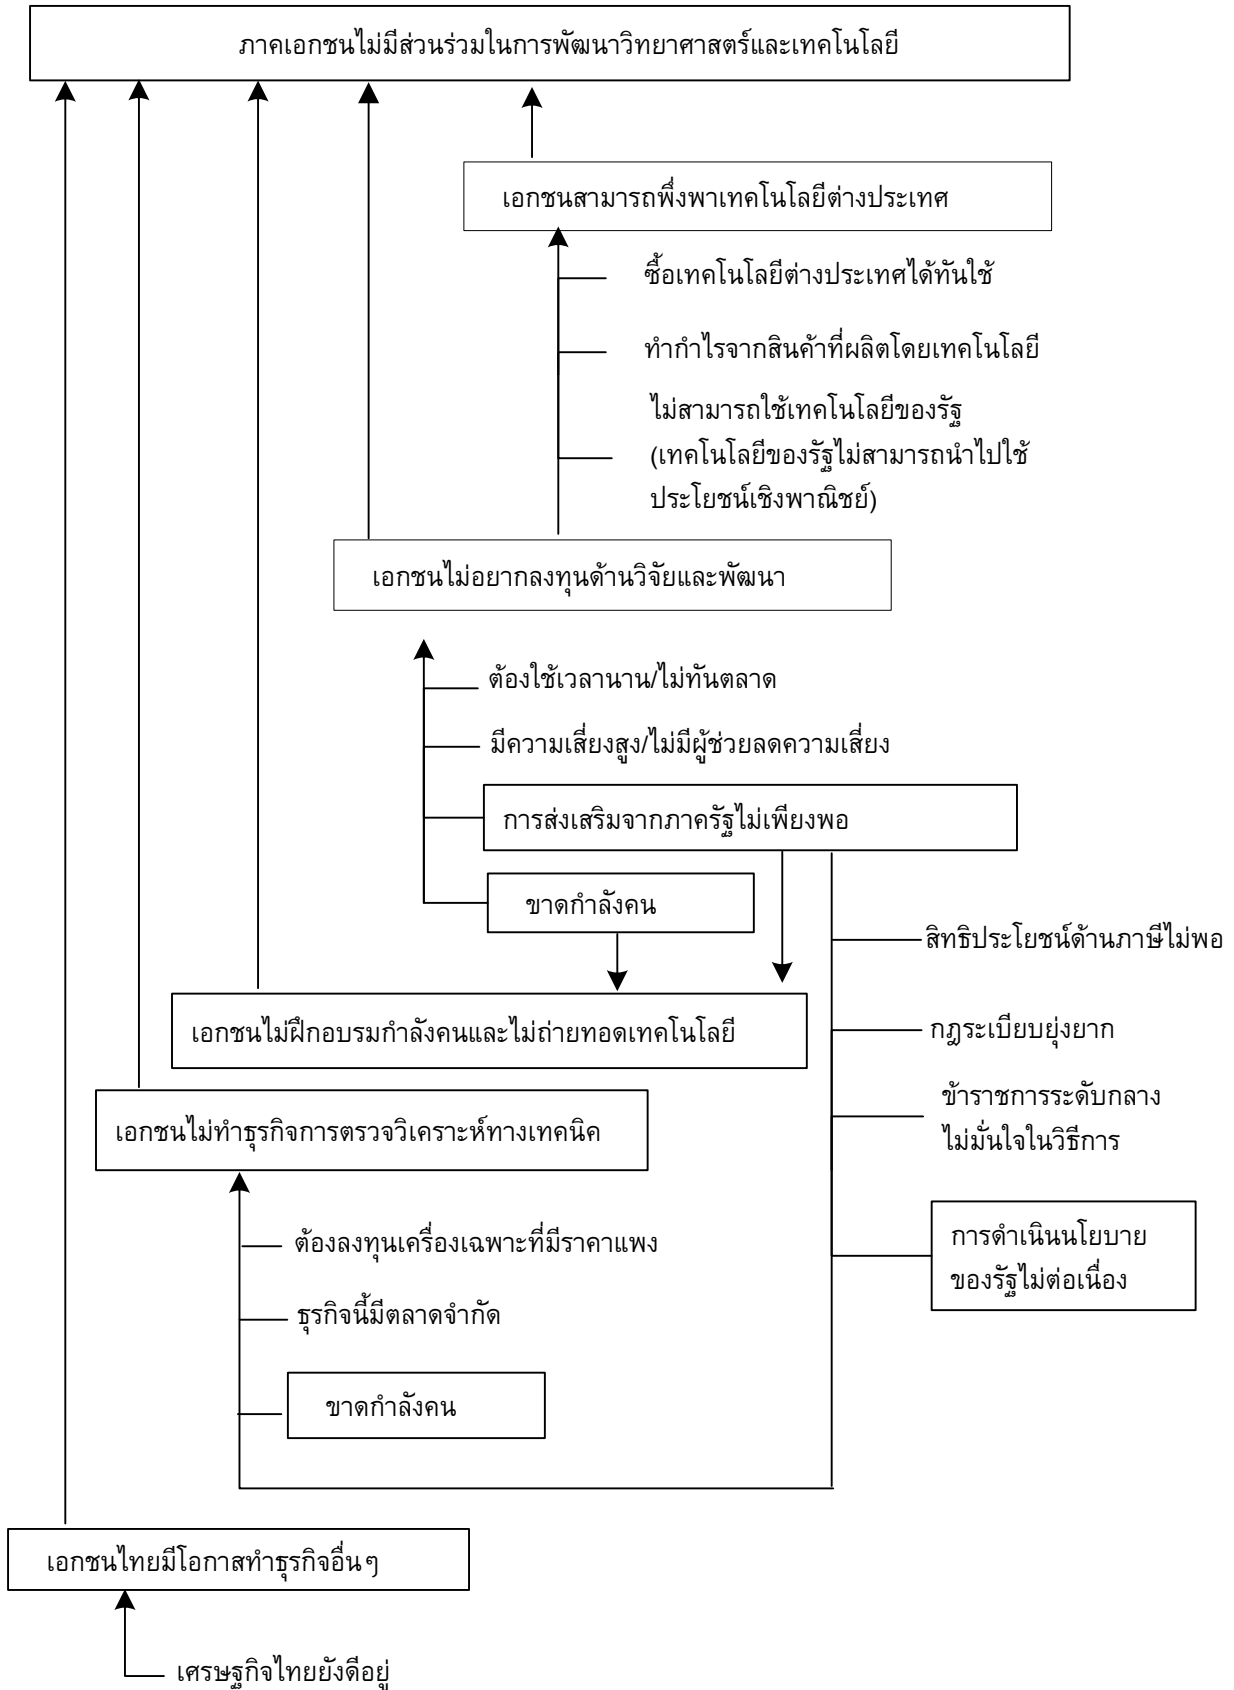 ภาคเอกชนไม่มีส่วนร่วมในการพัฒนาวิทยาศาสตร์และเทคโนโลยี
เอกชนสามารถพึ่งพาเทคโนโลยีต่างประเทศ
ซื้อเทคโนโลยีต่างประเทศได้ทันใช้
ทำกำไรจากสินค้าที่ผลิตโดยเทคโนโลยี
ไม่สามารถใช้เทคโนโลยีของรัฐ
(เทคโนโลยีของรัฐไม่สามารถนำไปใช้
ประโยชน์เชิงพาณิชย์)
เอกชนไม่อยากลงทุนด้านวิจัยและพัฒนา
ต้องใช้เวลานาน/ไม่ทันตลาด
มีความเสี่ยงสูง/ไม่มีผู้ช่วยลดความเสี่ยง
การส่งเสริมจากภาครัฐไม่เพียงพอ
ขาดกำลังคน
สิทธิประโยชน์ด้านภาษีไม่พอ
เอกชนไม่ฝึกอบรมกำลังคนและไม่ถ่ายทอดเทคโนโลยี
กฎระเบียบยุ่งยาก
ข้าราชการระดับกลาง
ไม่มั่นใจในวิธีการ
เอกชนไม่ทำธุรกิจการตรวจวิเคราะห์ทางเทคนิค
การดำเนินนโยบาย
ของรัฐไม่ต่อเนื่อง
ต้องลงทุนเครื่องเฉพาะที่มีราคาแพง
ธุรกิจนี้มีตลาดจำกัด
ขาดกำลังคน
เอกชนไทยมีโอกาสทำธุรกิจอื่นๆ
เศรษฐกิจไทยยังดีอยู่